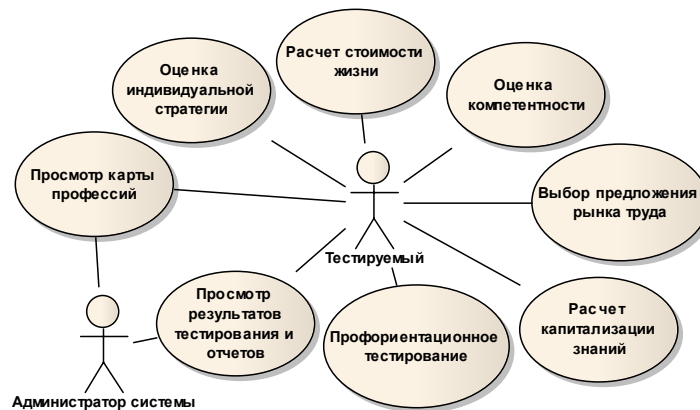 Расчет стоимости
жизни
Оценка
индивидуальной
стратегии
Оценка
компетентности
Просмотр карты
профессий
Выбор предложения
рынка труда
Тестируемый
Просмотр
результатов
тестирования и
отчетов
Профориентационное
тестирование
Расчет
капитализации
знаний
Администратор системы